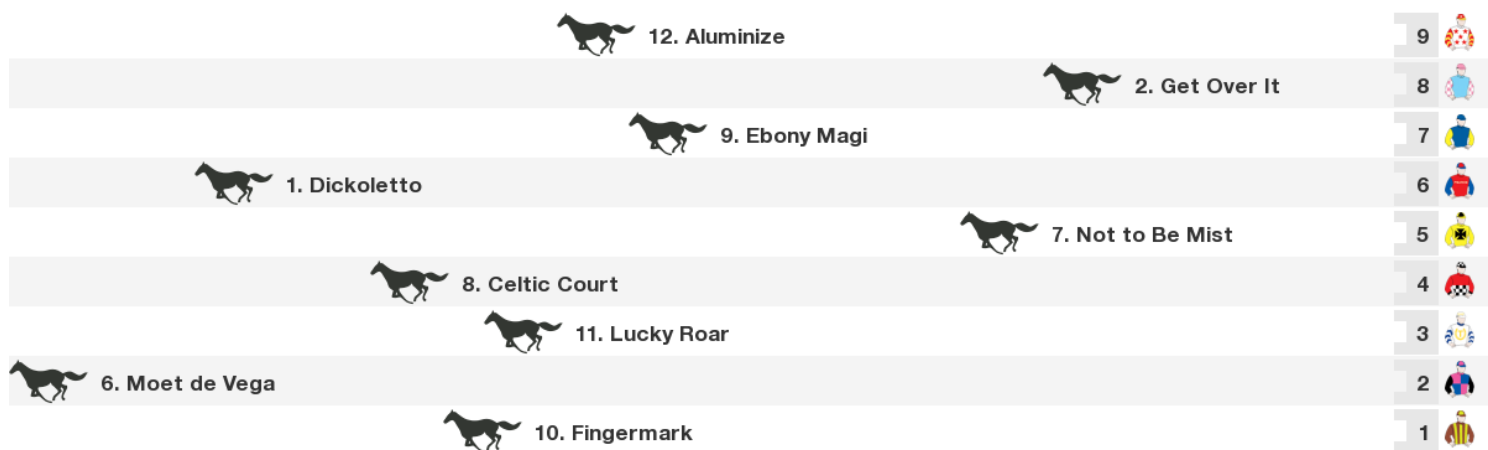 12. Aluminize 9
2. Get Over It 8
9. Ebony Magi 7
1. Dickoletto 6
7. Not to Be Mist 5
8. Celtic Court 4
11. Lucky Roar 3
6. Moet de Vega 2
10. Fingermark 1